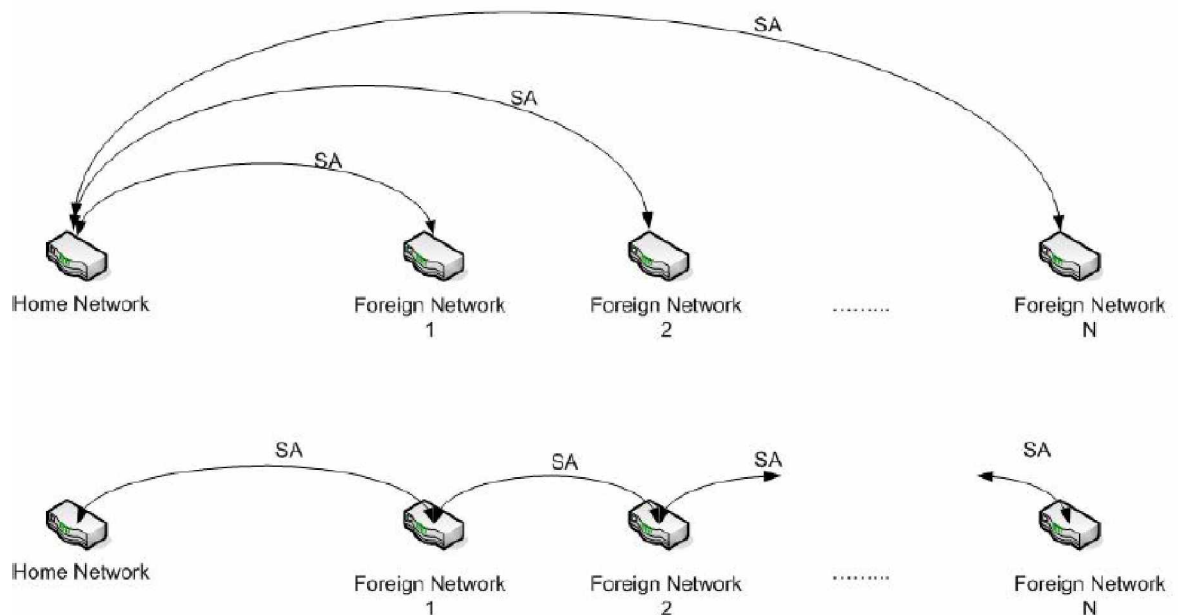 SA
SA
SA
Home Network
Foreign Network
1
Foreign Network
2
.........
Foreign Network
N
SA
SA
SA
SA
Home Network
Foreign Network
1
Foreign Network
2
.........
Foreign Network
N